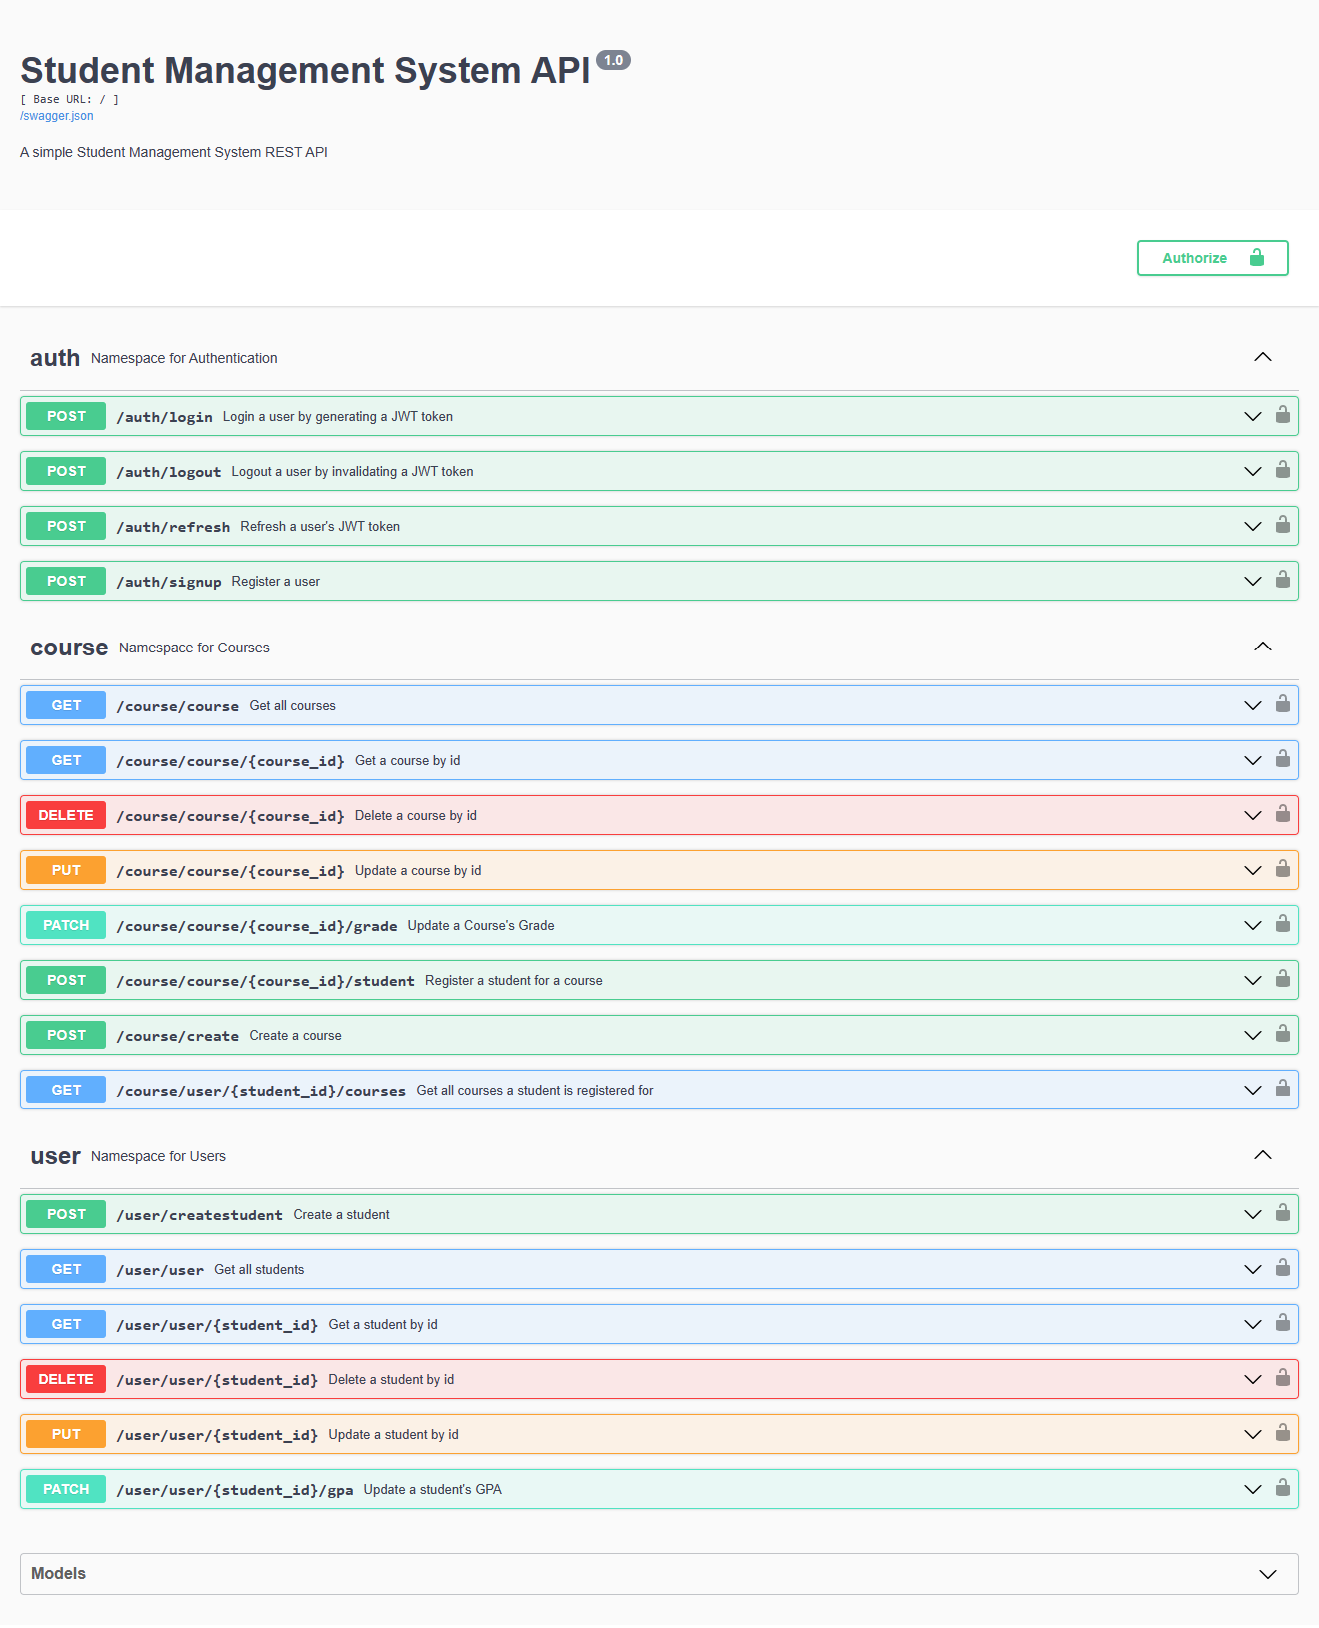 Student Management System API 1.0
[ Base URL: / ]
/swagger.json
A simple Student Management System REST API
Authorize
auth Namespace for Authentication
POST /auth/login Login a user by generating a JWT token
POST /auth/logout Logout a user by invalidating a JWT token
POST /auth/refresh Refresh a user's JWT token
POST /auth/signup Register a user
course Namespace for Courses
GET /course/course Get all courses
GET /course/course/{course_id} Get a course by id
DELETE /course/course/{course_id} Delete a course by id
PUT /course/course/{course_id} Update a course by id
PATCH /course/course/{course_id}/grade Update a Course's Grade
POST /course/course/{course_id}/student Register a student for a course
POST /course/create Create a course
GET /course/user/{student_id}/courses Get all courses a student is registered for
user Namespace for Users
POST /user/createstudent Create a student
GET /user/user Get all students
GET /user/user/{student_id} Get a student by id
DELETE /user/user/{student_id} Delete a student by id
PUT /user/user/{student_id} Update a student by id
PATCH /user/user/{student_id}/gpa Update a student's GPA
Models